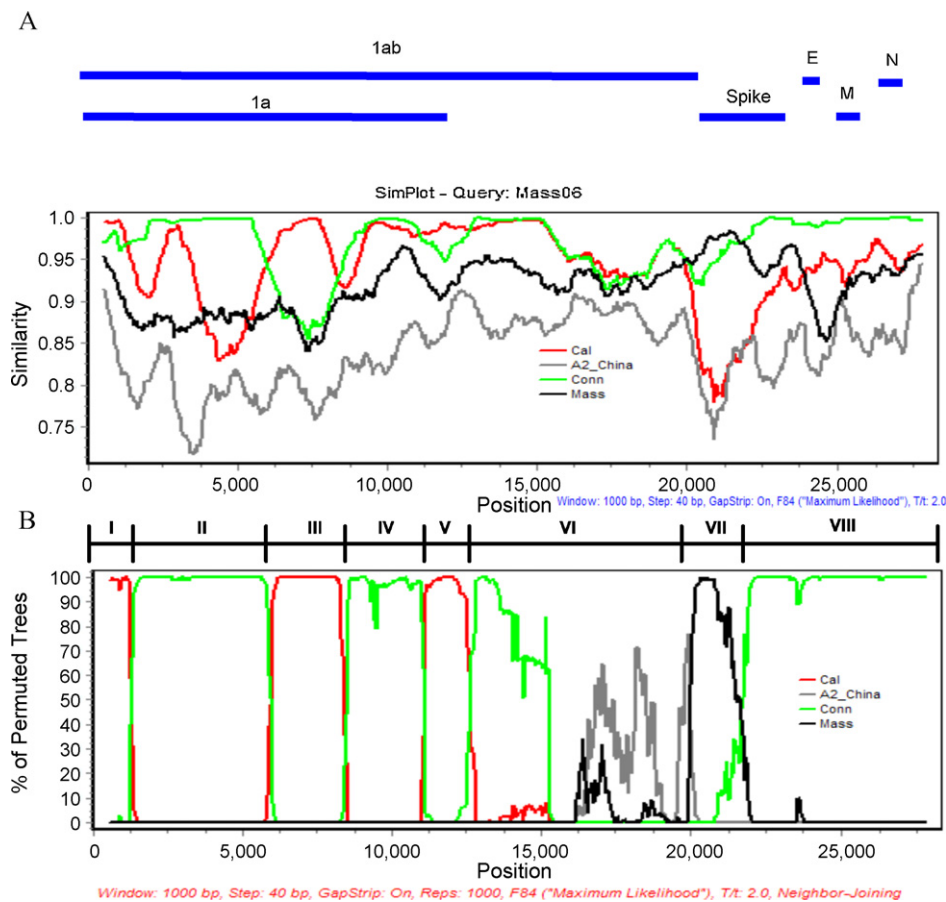 A
1ab
E
N
1a
Spike
M
SimPlot - Query: Mass06
Similarity
1.0
0.95
0.9
0.85
0.8
0.75
Cal
A2_China
Conn
Mass
0
5,000
10,000
15,000
20,000
25,000
Position
Window: 1000 bp, Step: 40 bp, GapStrip: On, F84 ("Maximum Likelihood"), T/t: 2.0
B
I II III IV V VI VII VIII
% of Permuted Trees
100
90
80
70
60
50
40
30
20
10
0
Cal
A2_China
Conn
Mass
0
5,000
10,000
15,000
20,000
25,000
Position
Window: 1000 bp, Step: 40 bp, GapStrip: On, Reps: 1000, F84 ("Maximum Likelihood"), T/t: 2.0, Neighbor-Joining